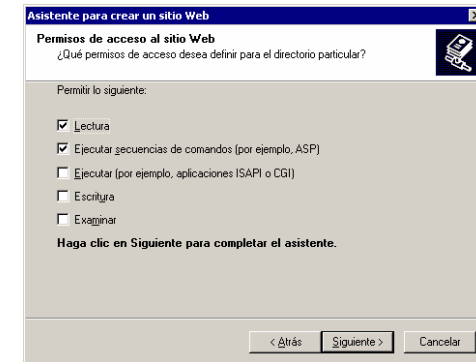 Asistente para crear un sitio Web
Permisos de acceso al sitio Web
¿Qué permisos de acceso desea definir para el directorio particular?
Permitir lo siguiente:
Lectura
Ejecutar secuencias de comandos (por ejemplo, ASP)
Ejecutar (por ejemplo, aplicaciones ISAPI o CGI)
Escritura
Examinar
Haga clic en Siguiente para completar el asistente.
< Atrás Siguiente > Cancelar